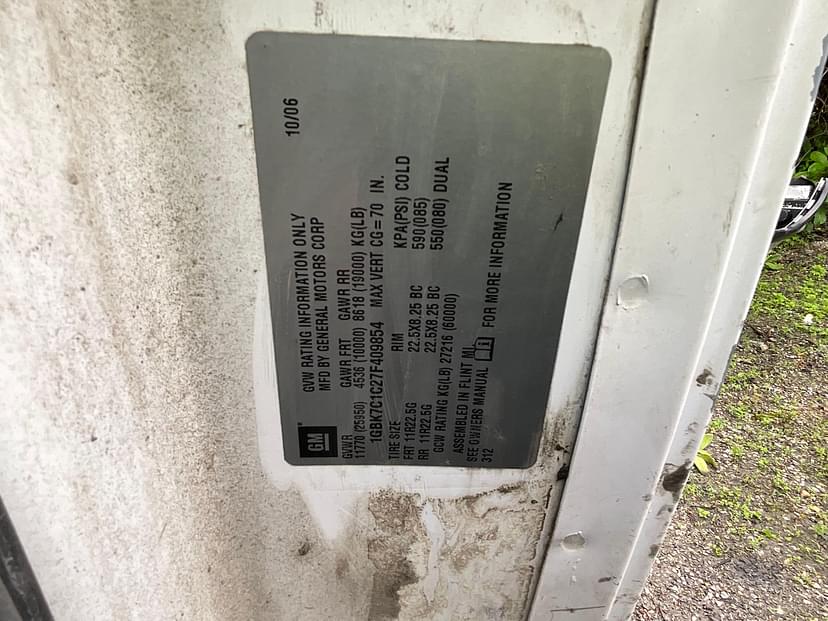 GVW RATING INFORMATION ONLY 10/06
GM® MFD BY GENERAL MOTORS CORP
GVWR GAWR FRT GAWR RR
11770 (25950) 4536 (10000) 8618 (19000) KG(LB)
1GBK7C1C27F409854 MAX VERT CG = 70 IN.
TIRE SIZE RIM KPA(PSI) COLD
FRT 11R22.5G 22.5X8.25 BC 590(085)
RR 11R22.5G 22.5X8.25 BC 550(080) DUAL
GCW RATING KG(LB) 27216 (60000)
ASSEMBLED IN FLINT MI
SEE OWNERS MANUAL FOR MORE INFORMATION
312